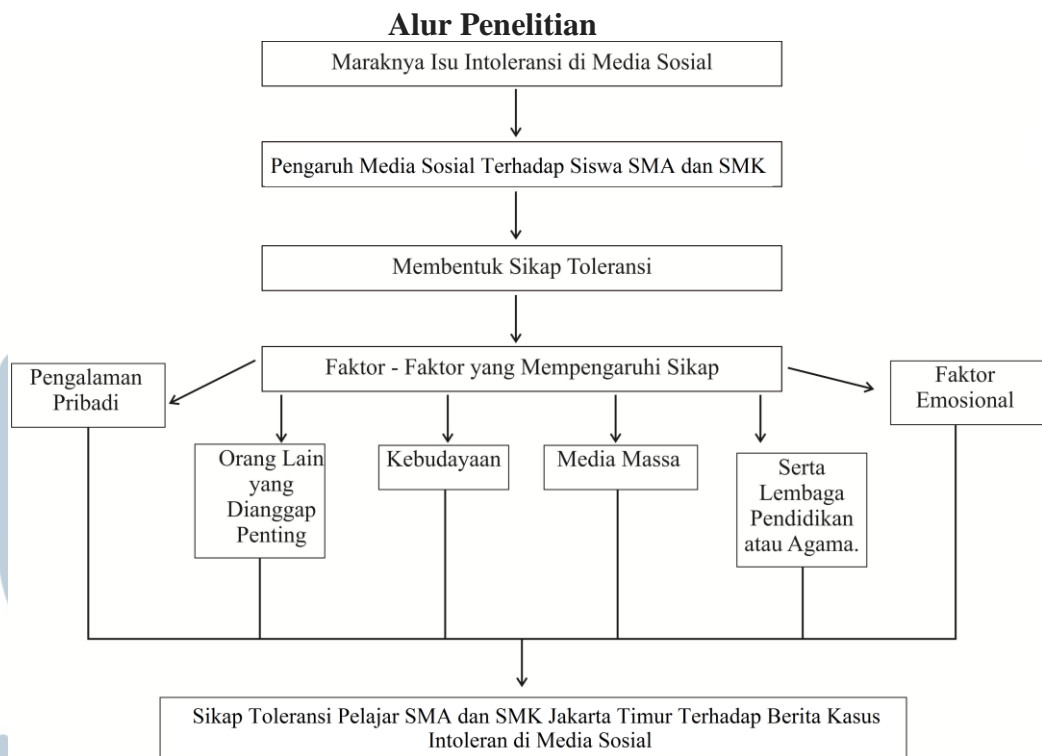 Alur Penelitian
Maraknya Isu Intoleransi di Media Sosial
Pengaruh Media Sosial Terhadap Siswa SMA dan SMK
Membentuk Sikap Toleransi
Faktor - Faktor yang Mempengaruhi Sikap
Pengalaman
Pribadi
Orang Lain
yang
Dianggap
Penting
Kebudayaan
Media Massa
Serta
Lembaga
Pendidikan
atau Agama.
Faktor
Emosional
Sikap Toleransi Pelajar SMA dan SMK Jakarta Timur Terhadap Berita Kasus
Intoleran di Media Sosial